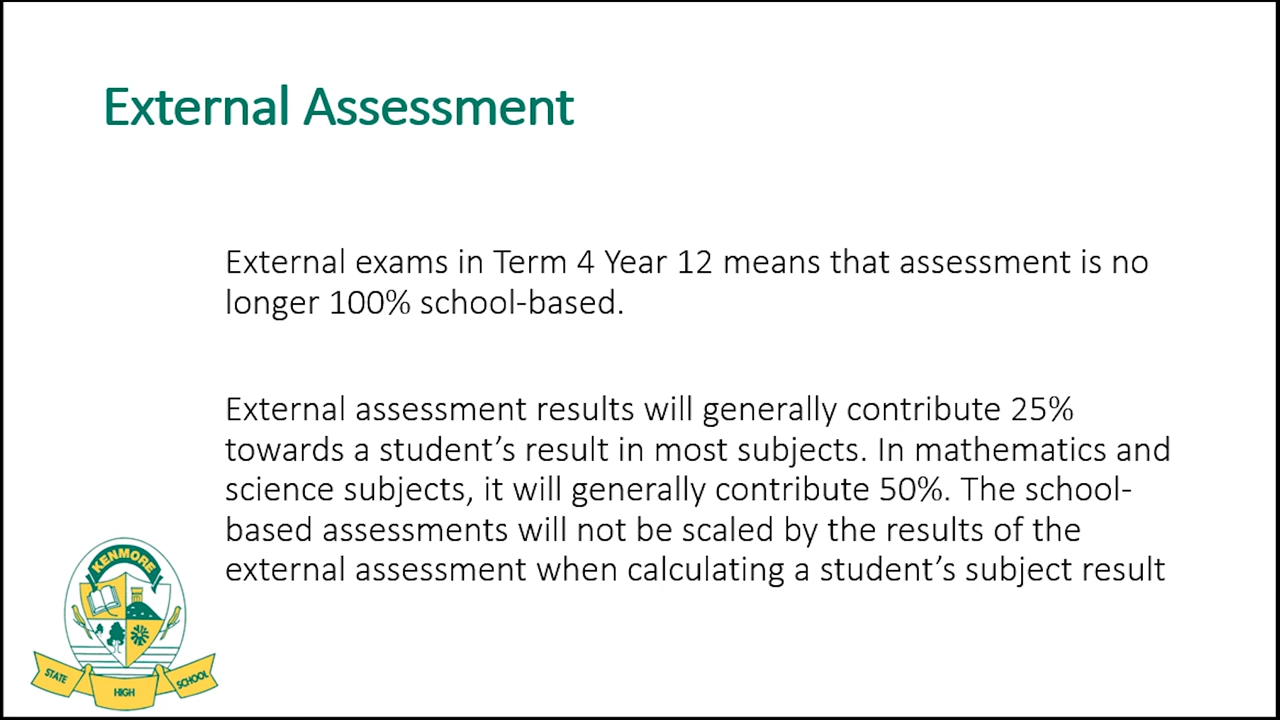 External Assessment
External exams in Term 4 Year 12 means that assessment is no
longer 100% school-based.
External assessment results will generally contribute 25%
towards a student’s result in most subjects. In mathematics and
science subjects, it will generally contribute 50%. The school-
based assessments will not be scaled by the results of the
external assessment when calculating a student’s subject result
KENMORE
STATE
HIGH
SCHOOL